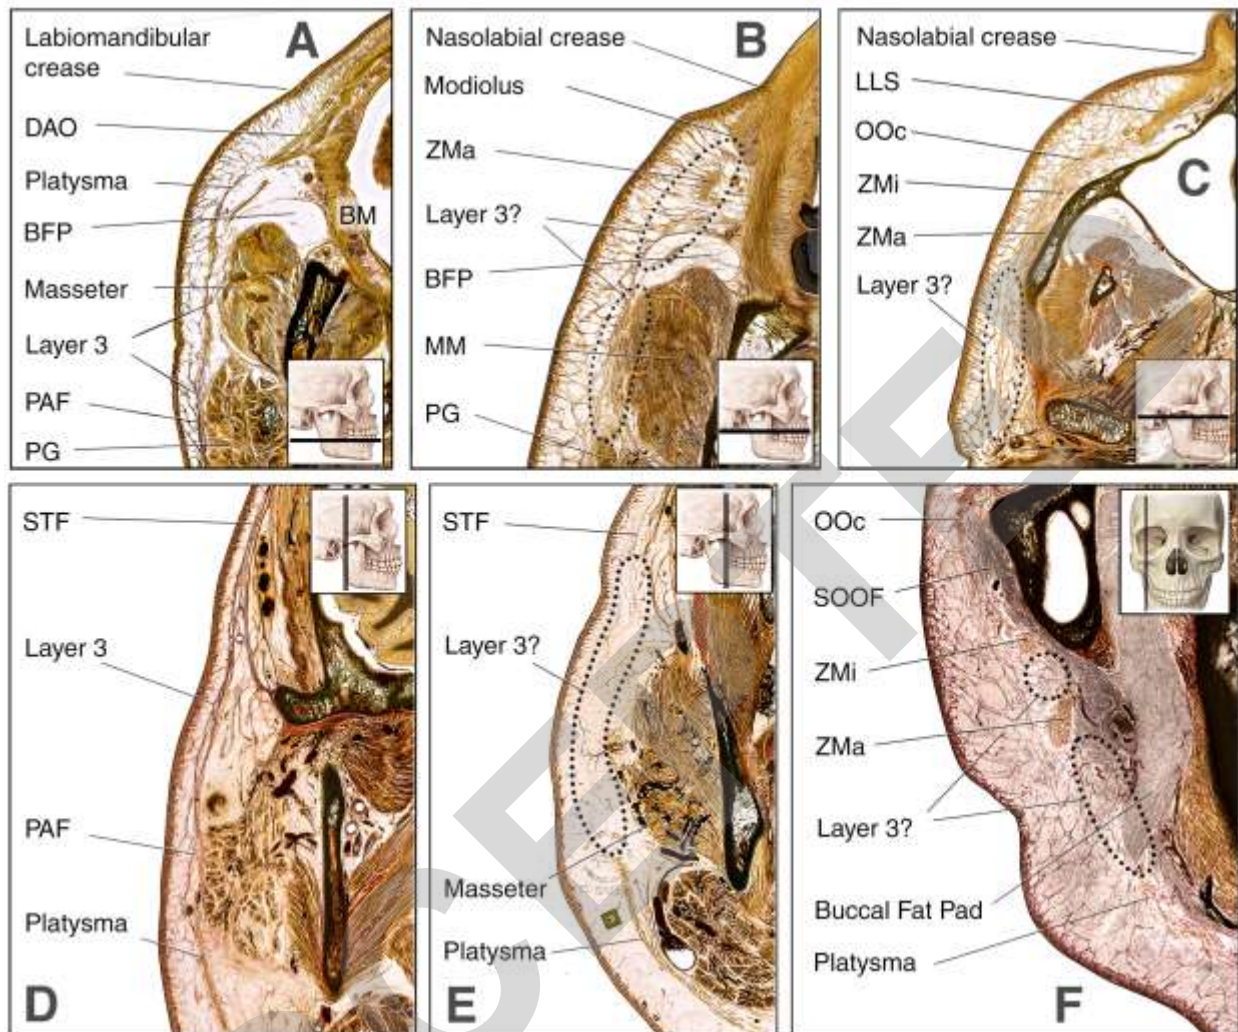 Labiomandibular
crease
A
DAO
Platysma
BFP
BM
Masseter
Layer 3
PAF
PG
Nasolabial crease
B
Modiolus
ZMa
Layer 3?
BFP
MM
PG
Nasolabial crease
LLS
OOc
C
ZMi
ZMa
Layer 3?
STF
Layer 3
PAF
Platysma
D
STF
Layer 3?
Masseter
Platysma
E
OOc
SOOF
ZMi
ZMa
Layer 3?
Buccal Fat Pad
Platysma
F